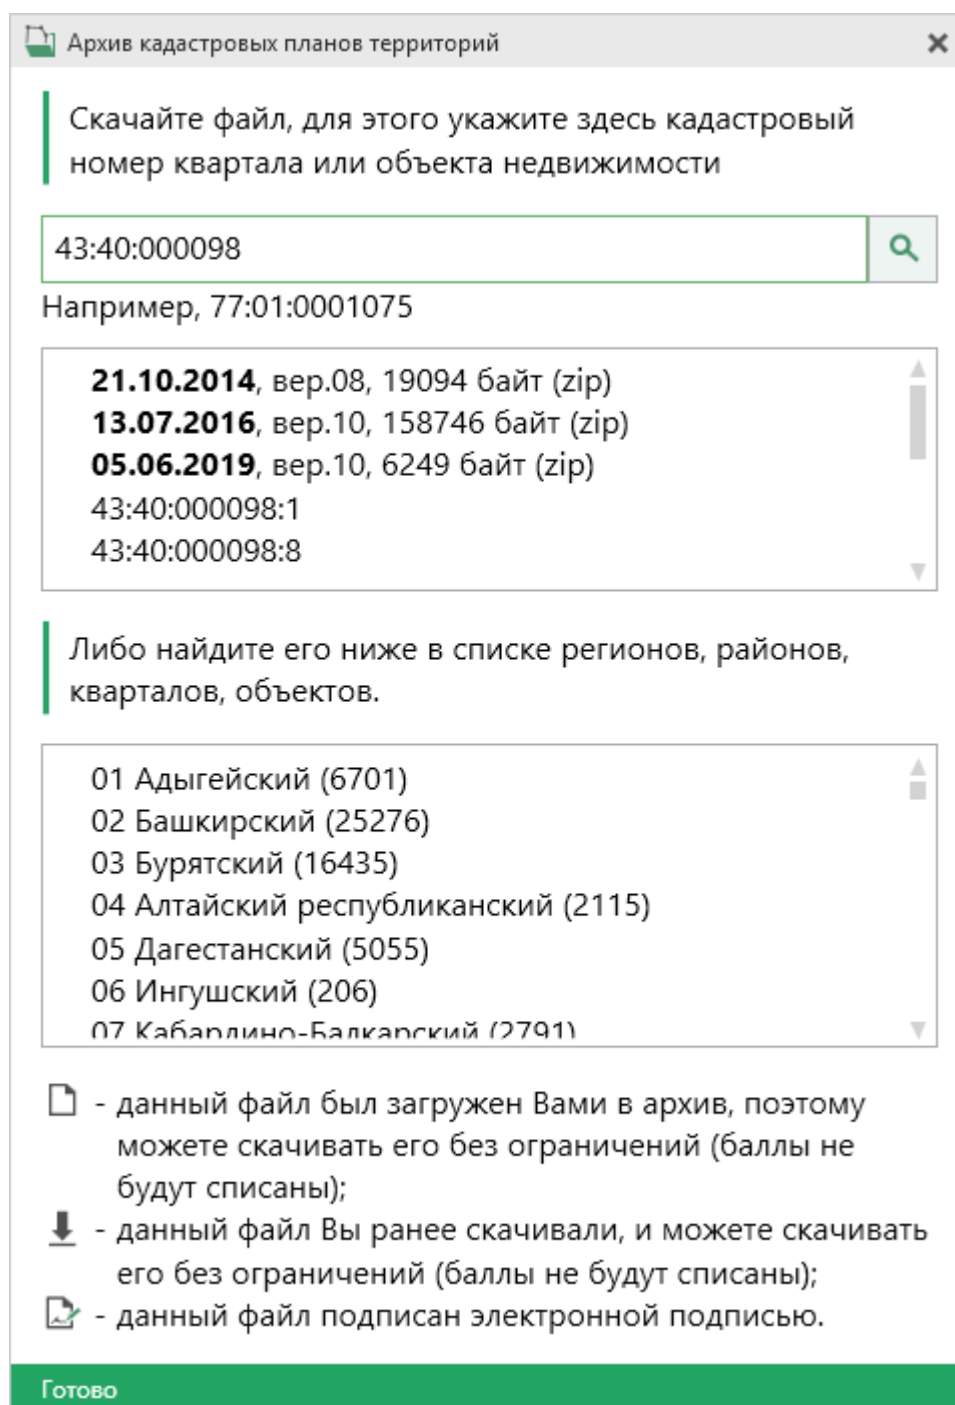 Архив кадастровых планов территорий
Скачайте файл, для этого укажите здесь кадастровый
номер квартала или объекта недвижимости
43:40:000098
Например, 77:01:0001075
21.10.2014, вер.08, 19094 байт (zip)
13.07.2016, вер.10, 158746 байт (zip)
05.06.2019, вер.10, 6249 байт (zip)
43:40:000098:1
43:40:000098:8
Либо найдите его ниже в списке регионов, районов,
кварталов, объектов.
01 Адыгейский (6701)
02 Башкирский (25276)
03 Бурятский (16435)
04 Алтайский республиканский (2115)
05 Дагестанский (5055)
06 Ингушский (206)
07 Кабардино-Балкарский (2791)
- данный файл был загружен Вами в архив, поэтому
можете скачивать его без ограничений (баллы не
будут списаны);
- данный файл Вы ранее скачивали, и можете скачивать
его без ограничений (баллы не будут списаны);
- данный файл подписан электронной подписью.
Готово